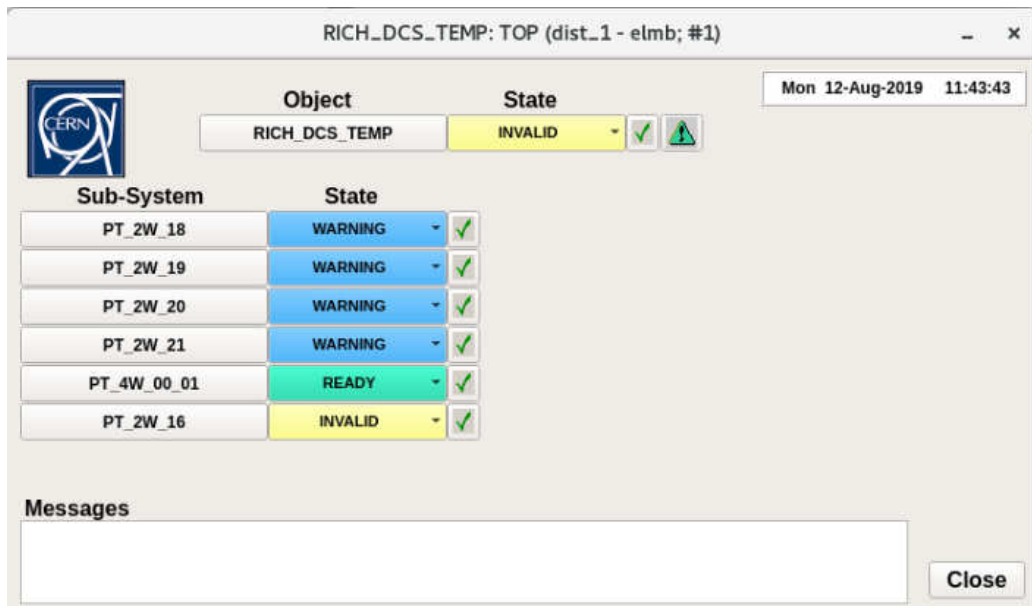 RICH_DCS_TEMP: TOP (dist_1 - elmb; #1)
Mon 12-Aug-2019 11:43:43
CERN
Object State
RICH_DCS_TEMP INVALID
Sub-System State
PT_2W_18 WARNING
PT_2W_19 WARNING
PT_2W_20 WARNING
PT_2W_21 WARNING
PT_4W_00_01 READY
PT_2W_16 INVALID
Messages
Close